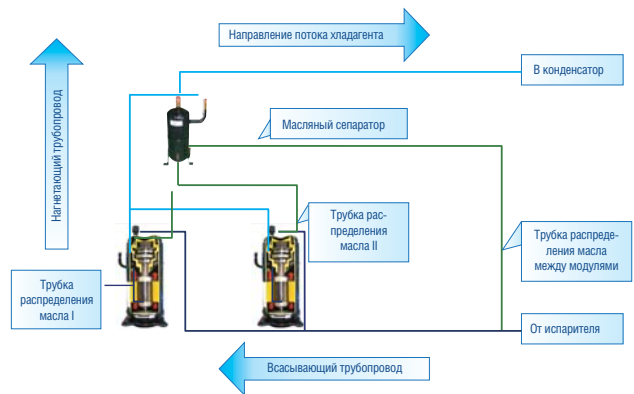 Направление потока хладагента
В конденсатор
Нагнетающий трубопровод
Масляный сепаратор
Трубка рас-
пределения
масла II
Трубка распреде-
ления масла
между модулями
Трубка
распределения
масла I
От испарителя
Всасывающий трубопровод